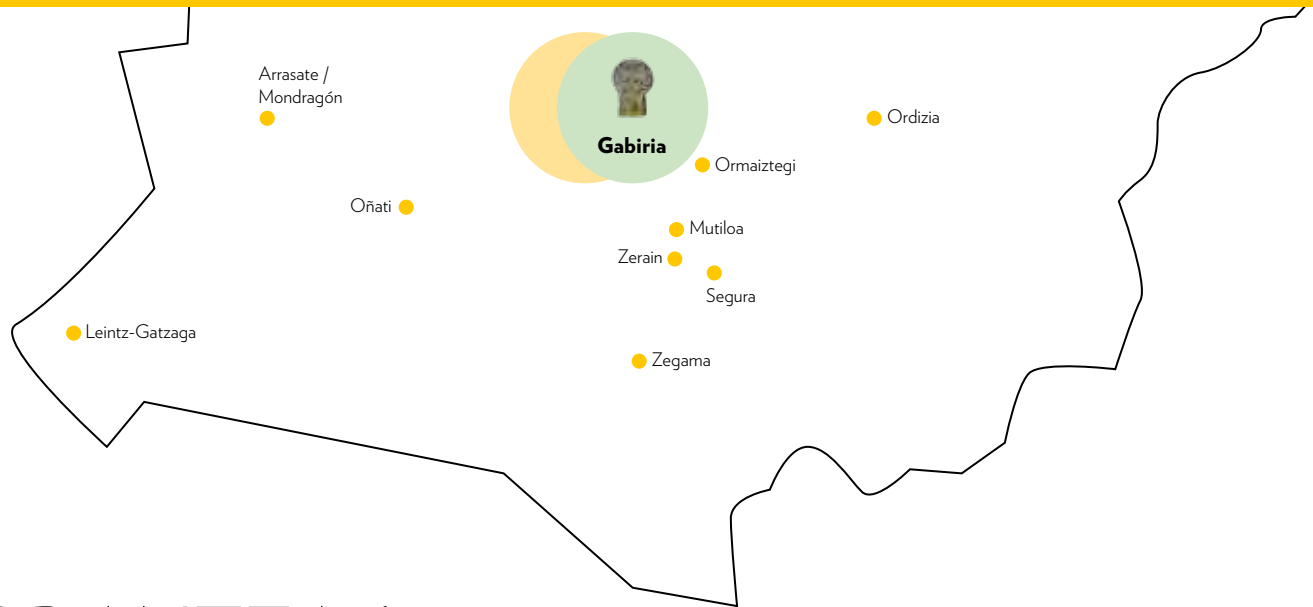 Arrasate /
Mondragón
Gabiria
Ordizia
Ormaiztegi
Oñati
Mutiloa
Zerain
Segura
Leintz-Gatzaga
Zegama